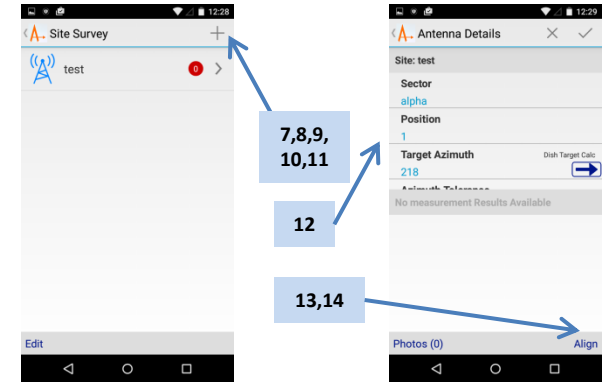 12:28
Site Survey
test
0
Edit
7,8,9,
10,11
12
13,14
12:29
Antenna Details
Site: test
Sector
alpha
Position
1
Target Azimuth
Dish Target Calc
218
Azimuth Tolerance
No measurement Results Available
Photos (0)
Align